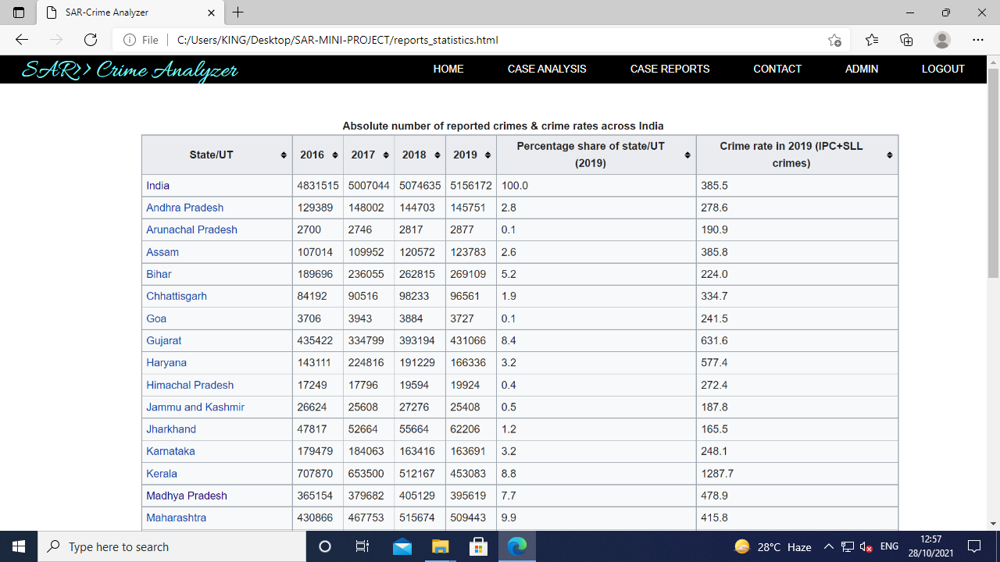 SAR-Crime Analyzer
File C:/Users/KING/Desktop/SAR-MINI-PROJECT/reports_statistics.html
SAR>> Crime Analyzer HOME CASE ANALYSIS CASE REPORTS CONTACT ADMIN LOGOUT
Absolute number of reported crimes & crime rates across India
State/UT 2016 2017 2018 2019 Percentage share of state/UT (2019) Crime rate in 2019 (IPC+SLL crimes)
India 4831515 5007044 5074635 5156172 100.0 385.5
Andhra Pradesh 129389 148002 144703 145751 2.8 278.6
Arunachal Pradesh 2700 2746 2817 2877 0.1 190.9
Assam 107014 109952 120572 123783 2.6 385.8
Bihar 189696 236055 262815 269109 5.2 224.0
Chhattisgarh 84192 90516 98233 96561 1.9 334.7
Goa 3706 3943 3884 3727 0.1 241.5
Gujarat 435422 334799 393194 431066 8.4 631.6
Haryana 143111 224816 191229 166336 3.2 577.4
Himachal Pradesh 17249 17796 19594 19924 0.4 272.4
Jammu and Kashmir 26624 25608 27276 25408 0.5 187.8
Jharkhand 47817 52664 55664 62206 1.2 165.5
Karnataka 179479 184063 163416 163691 3.2 248.1
Kerala 707870 653500 512167 453083 8.8 1287.7
Madhya Pradesh 365154 379682 405129 395619 7.7 478.9
Maharashtra 430866 467753 515674 509443 9.9 415.8
Type here to search 28°C Haze ENG 12:57
28/10/2021